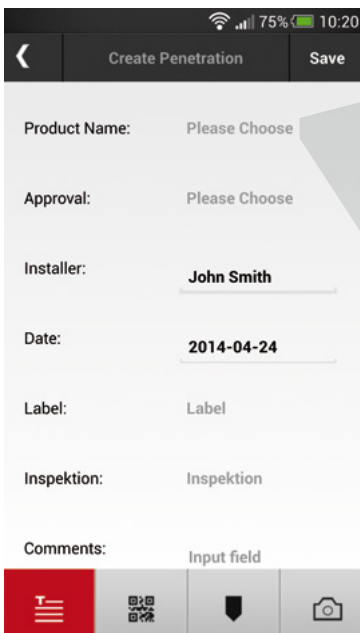 75% 10:20
Create Penetration Save
Product Name: Please Choose
Approval: Please Choose
Installer: John Smith
Date: 2014-04-24
Label: Label
Inspektion: Inspektion
Comments: Input field
T